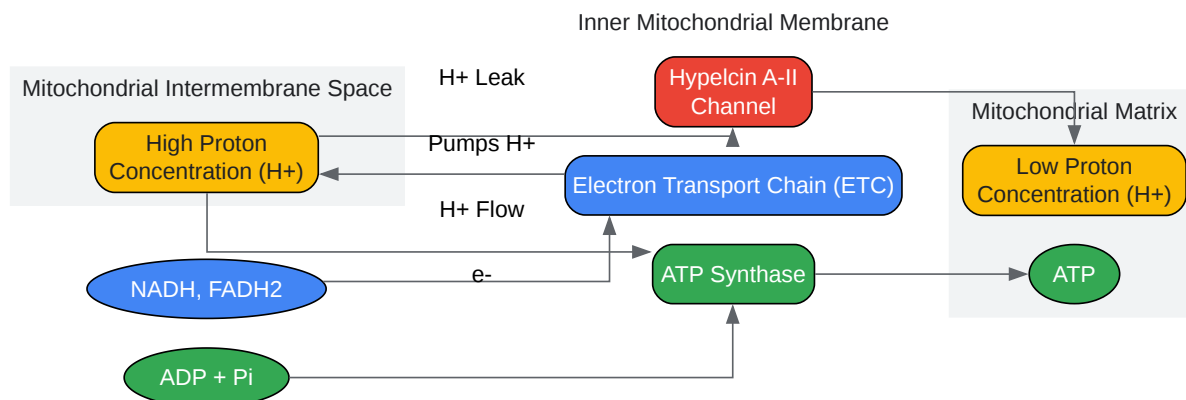 Inner Mitochondrial Membrane
Mitochondrial Intermembrane Space
H+ Leak
Hypelcin A-II
Channel
Mitochondrial Matrix
High Proton
Concentration (H+)
Pumps H+
Electron Transport Chain (ETC)
Low Proton
Concentration (H+)
H+ Flow
NADH, FADH2
e-
ATP Synthase
ATP
ADP + Pi